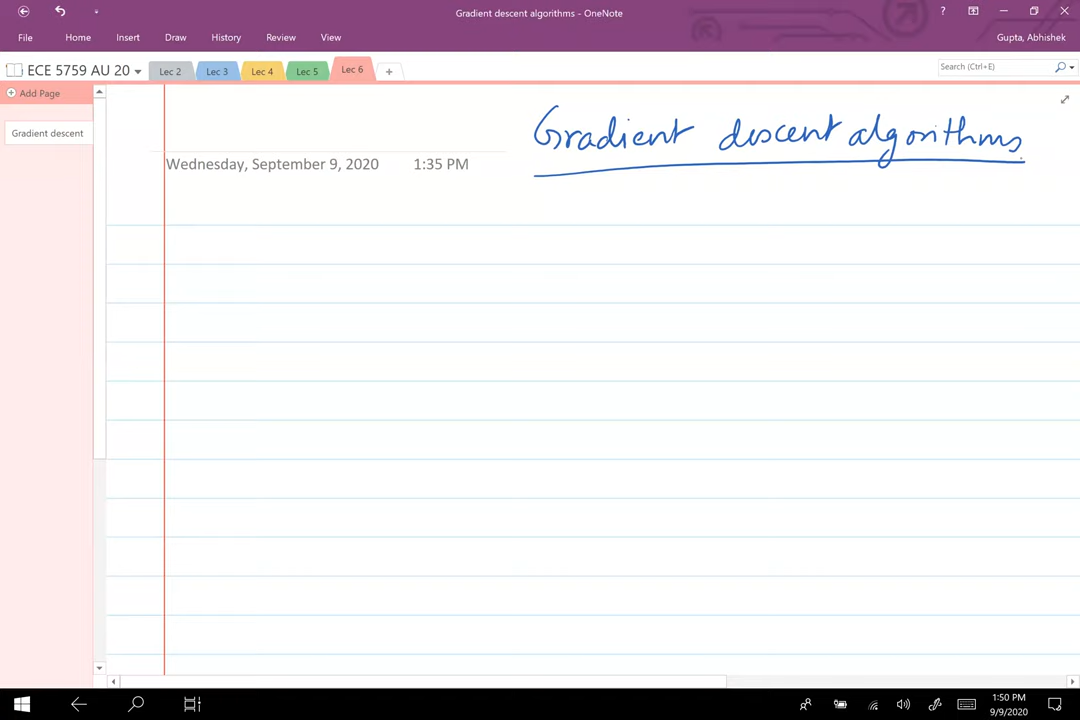 Gradient descent algorithms - OneNote
?
File Home Insert Draw History Review View
Gupta, Abhishek
ECE 5759 AU 20
Lec 2 Lec 3 Lec 4 Lec 5 Lec 6 +
Search (Ctrl+E)
Add Page
Gradient descent
Gradient descent algorithms
Wednesday, September 9, 2020 1:35 PM
1:50 PM
9/9/2020